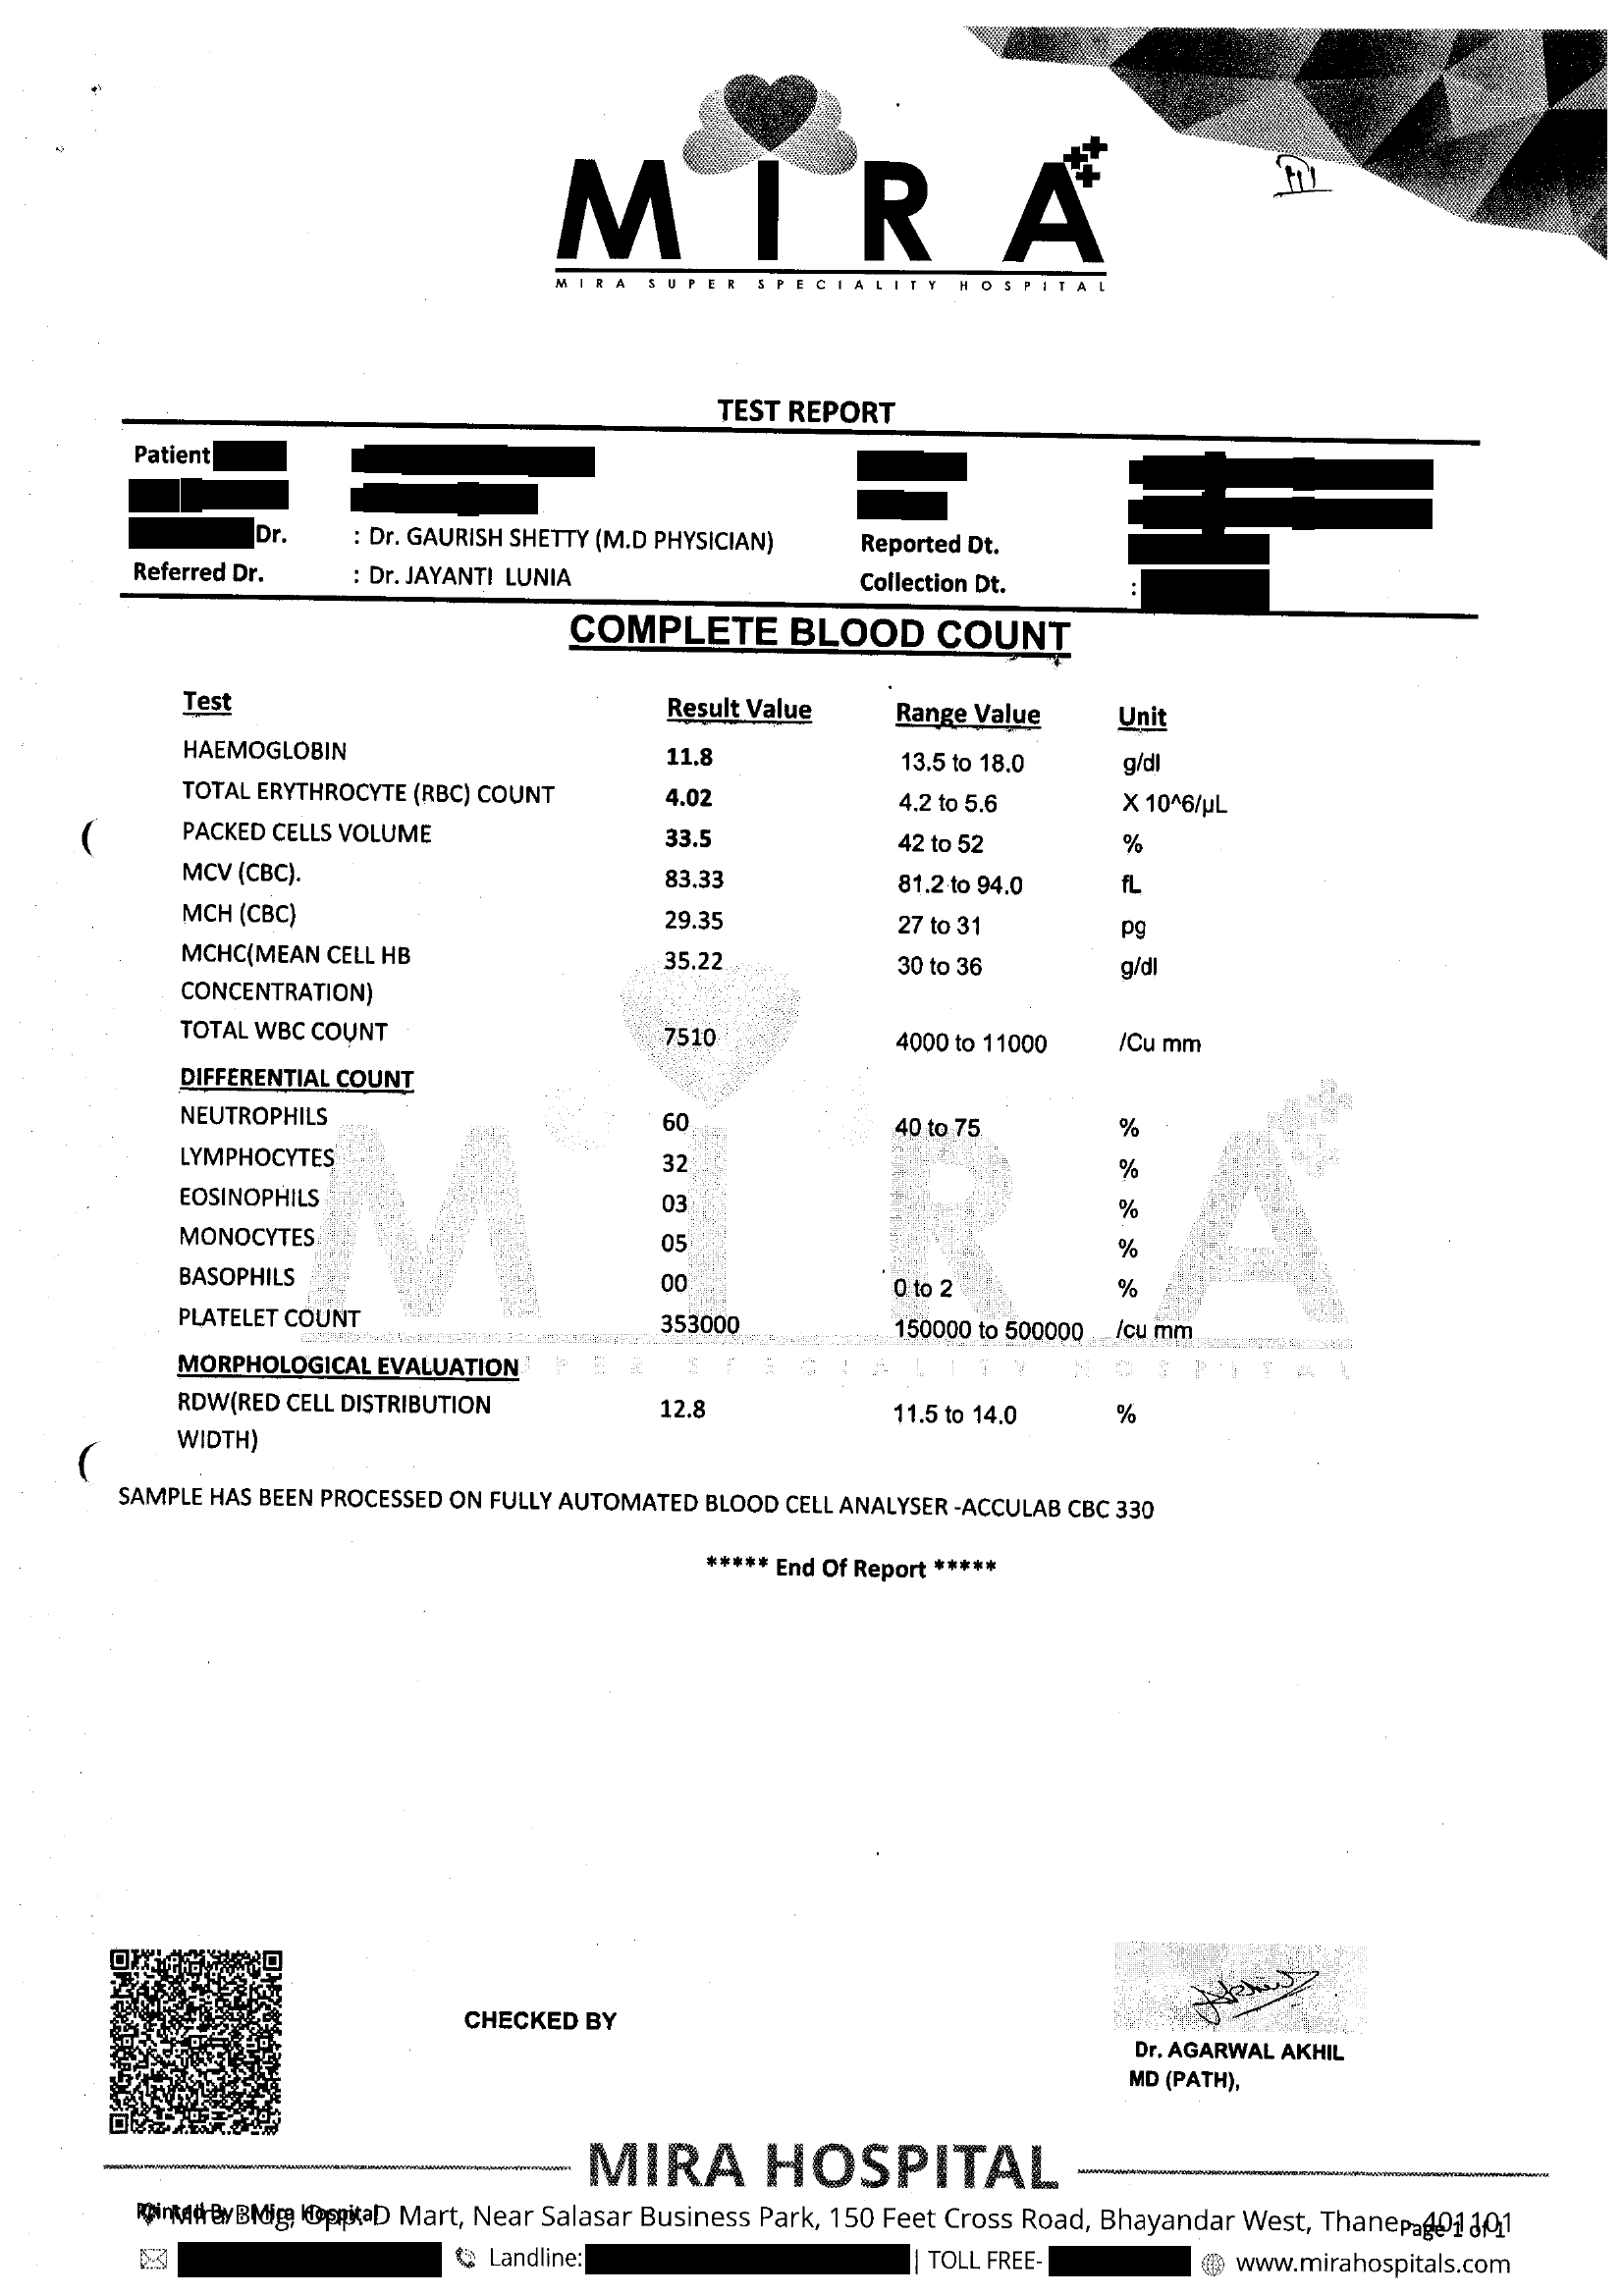 MIRA
MIRA SUPER SPECIALITY HOSPITAL
TEST REPORT
Patient
Dr. : Dr. GAURISH SHETTY (M.D PHYSICIAN) Reported Dt.
Referred Dr. : Dr. JAYANTI LUNIA Collection Dt. :
COMPLETE BLOOD COUNT
Test Result Value Range Value Unit
HAEMOGLOBIN 11.8 13.5 to 18.0 g/dl
TOTAL ERYTHROCYTE (RBC) COUNT 4.02 4.2 to 5.6 X 10^6/µL
PACKED CELLS VOLUME 33.5 42 to 52 %
MCV (CBC). 83.33 81.2 to 94.0 fL
MCH (CBC) 29.35 27 to 31 pg
MCHC(MEAN CELL HB 35.22 30 to 36 g/dl
CONCENTRATION)
TOTAL WBC COUNT 7510 4000 to 11000 /Cu mm
DIFFERENTIAL COUNT
NEUTROPHILS 60 40 to 75 %
LYMPHOCYTES 32 %
EOSINOPHILS 03 %
MONOCYTES 05 %
BASOPHILS 00 0 to 2 %
PLATELET COUNT 353000 150000 to 500000 /cu mm
MORPHOLOGICAL EVALUATION
RDW(RED CELL DISTRIBUTION 12.8 11.5 to 14.0 %
WIDTH)
SAMPLE HAS BEEN PROCESSED ON FULLY AUTOMATED BLOOD CELL ANALYSER -ACCULAB CBC 330
***** End Of Report *****
CHECKED BY
Dr. AGARWAL AKHIL
MD (PATH),
MIRA HOSPITAL
Printed By : Mira Hospital
Mira Bldg, Opp. D Mart, Near Salasar Business Park, 150 Feet Cross Road, Bhayandar West, Thane - 401101
Page 1 of 1
Landline: | TOLL FREE- www.mirahospitals.com